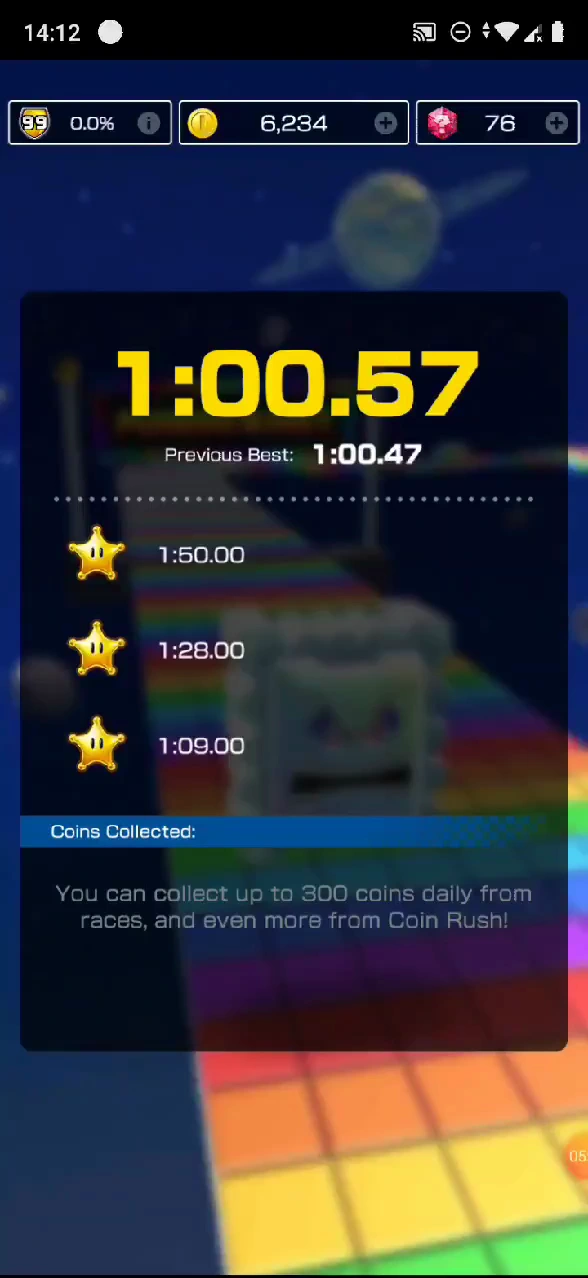 14:12
99 0.0% i 6,234 + ? 76 +
1:00.57
Previous Best: 1:00.47
1:50.00
1:28.00
1:09.00
Coins Collected:
You can collect up to 300 coins daily from
races, and even more from Coin Rush!